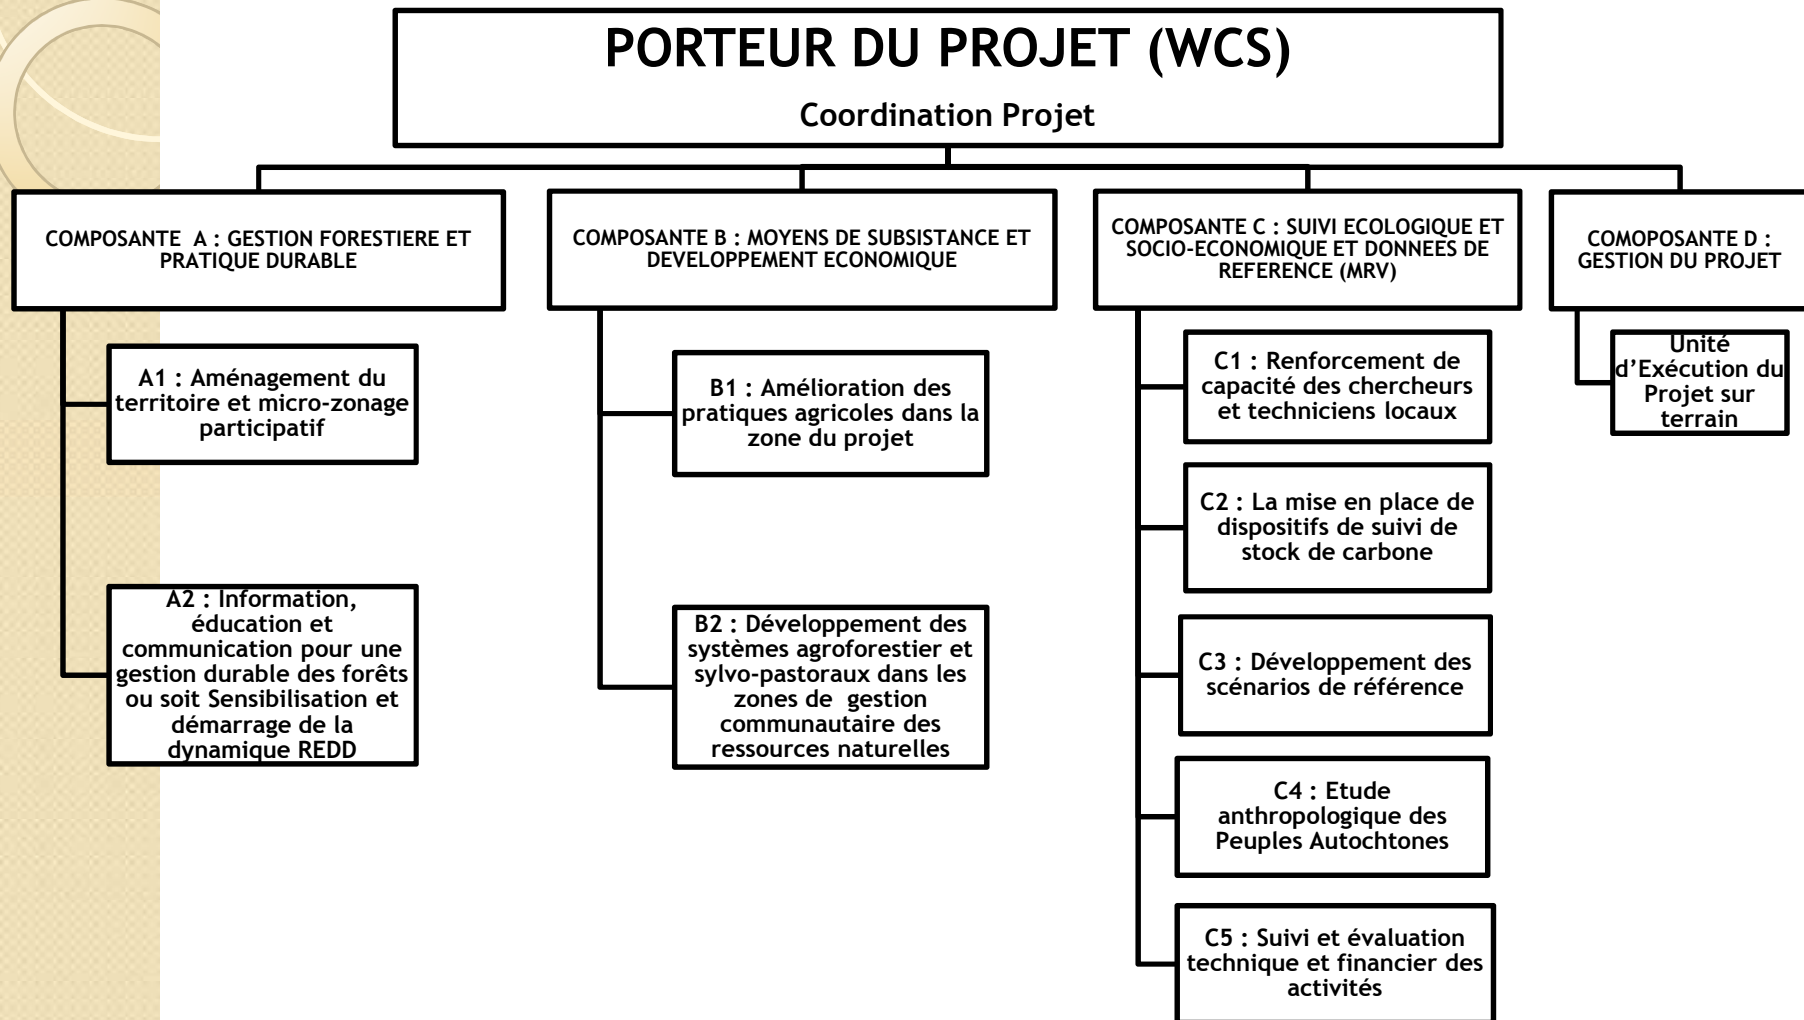 PORTEUR DU PROJET (WCS)
Coordination Projet
COMPOSANTE A : GESTION FORESTIERE ET
PRATIQUE DURABLE
A1 : Aménagement du
territoire et micro-zonage
participatif
A2 : Information,
éducation et
communication pour une
gestion durable des forêts
ou soit Sensibilisation et
démarrage de la
dynamique REDD
COMPOSANTE B : MOYENS DE SUBSISTANCE ET
DEVELOPPEMENT ECONOMIQUE
B1 : Amélioration des
pratiques agricoles dans la
zone du projet
B2 : Développement des
systèmes agroforestier et
sylvo-pastoraux dans les
zones de gestion
communautaire des
ressources naturelles
COMPOSANTE C : SUIVI ECOLOGIQUE ET
SOCIO-ECONOMIQUE ET DONNEES DE
REFERENCE (MRV)
C1 : Renforcement de
capacité des chercheurs
et techniciens locaux
C2 : La mise en place de
dispositifs de suivi de
stock de carbone
C3 : Développement des
scénarios de référence
C4 : Etude
anthropologique des
Peuples Autochtones
C5 : Suivi et évaluation
technique et financier des
activités
COMOPOSANTE D :
GESTION DU PROJET
Unité
d’Exécution du
Projet sur
terrain